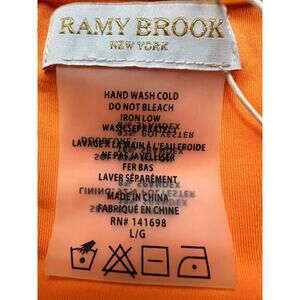 RAMY BROOK
NEW YORK
HAND WASH COLD
DO NOT BLEACH
IRON LOW
WASH SEPARATELY
LAVAGE À LA MAIN À L'EAU FROIDE
NE PAS JAVELLISER
FER BAS
LAVER SÉPARÉMENT
MADE IN CHINA
FABRIQUÉ EN CHINE
RN# 141698
L/G